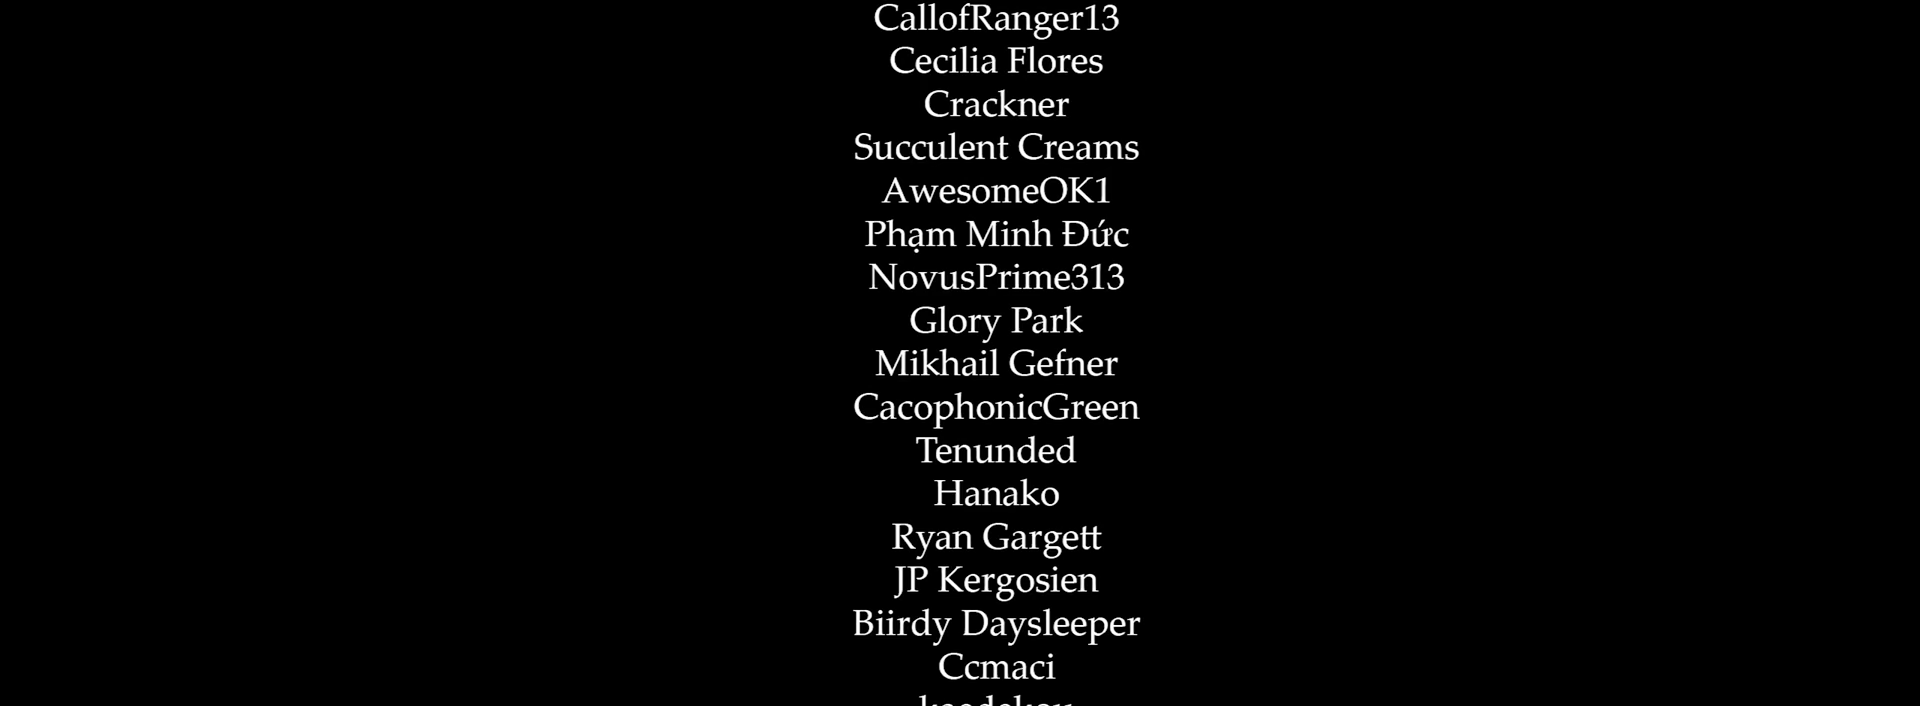 CallofRanger13
Cecilia Flores
Crackner
Succulent Creams
AwesomeOK1
Phạm Minh Đức
NovusPrime313
Glory Park
Mikhail Gefner
CacophonicGreen
Tenunded
Hanako
Ryan Gargett
JP Kergosien
Biirdy Daysleeper
Ccmaci